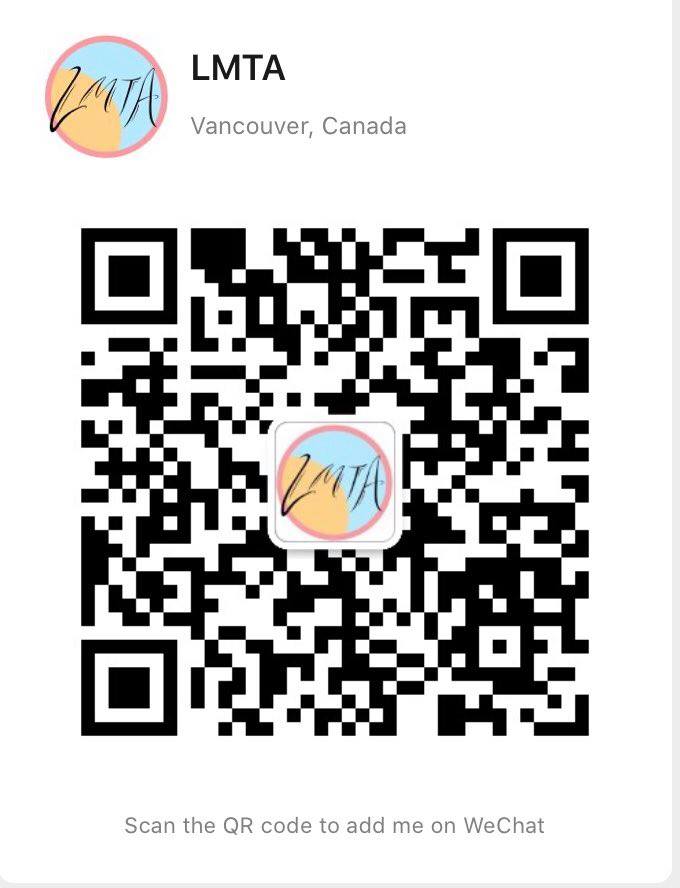 LMTA
LMTA
Vancouver, Canada
LMTA
Scan the QR code to add me on WeChat